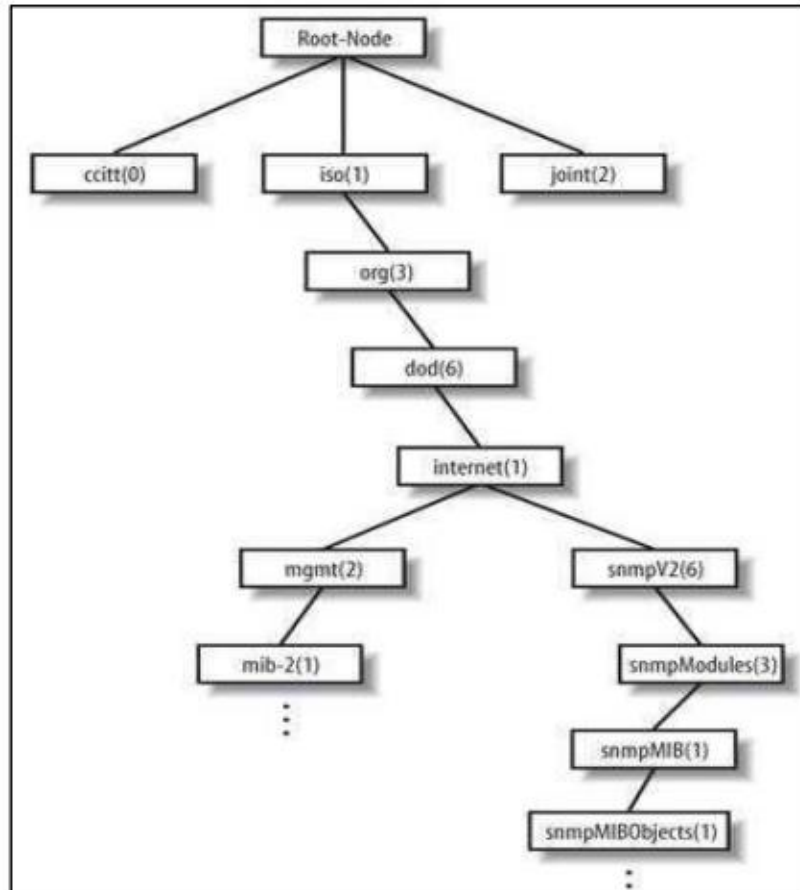 Root-Node
ccitt(0) iso(1) joint(2)
org(3)
dod(6)
internet(1)
mgmt(2) snmpV2(6)
mib-2(1) snmpModules(3)
snmpMIB(1)
snmpMIBObjects(1)